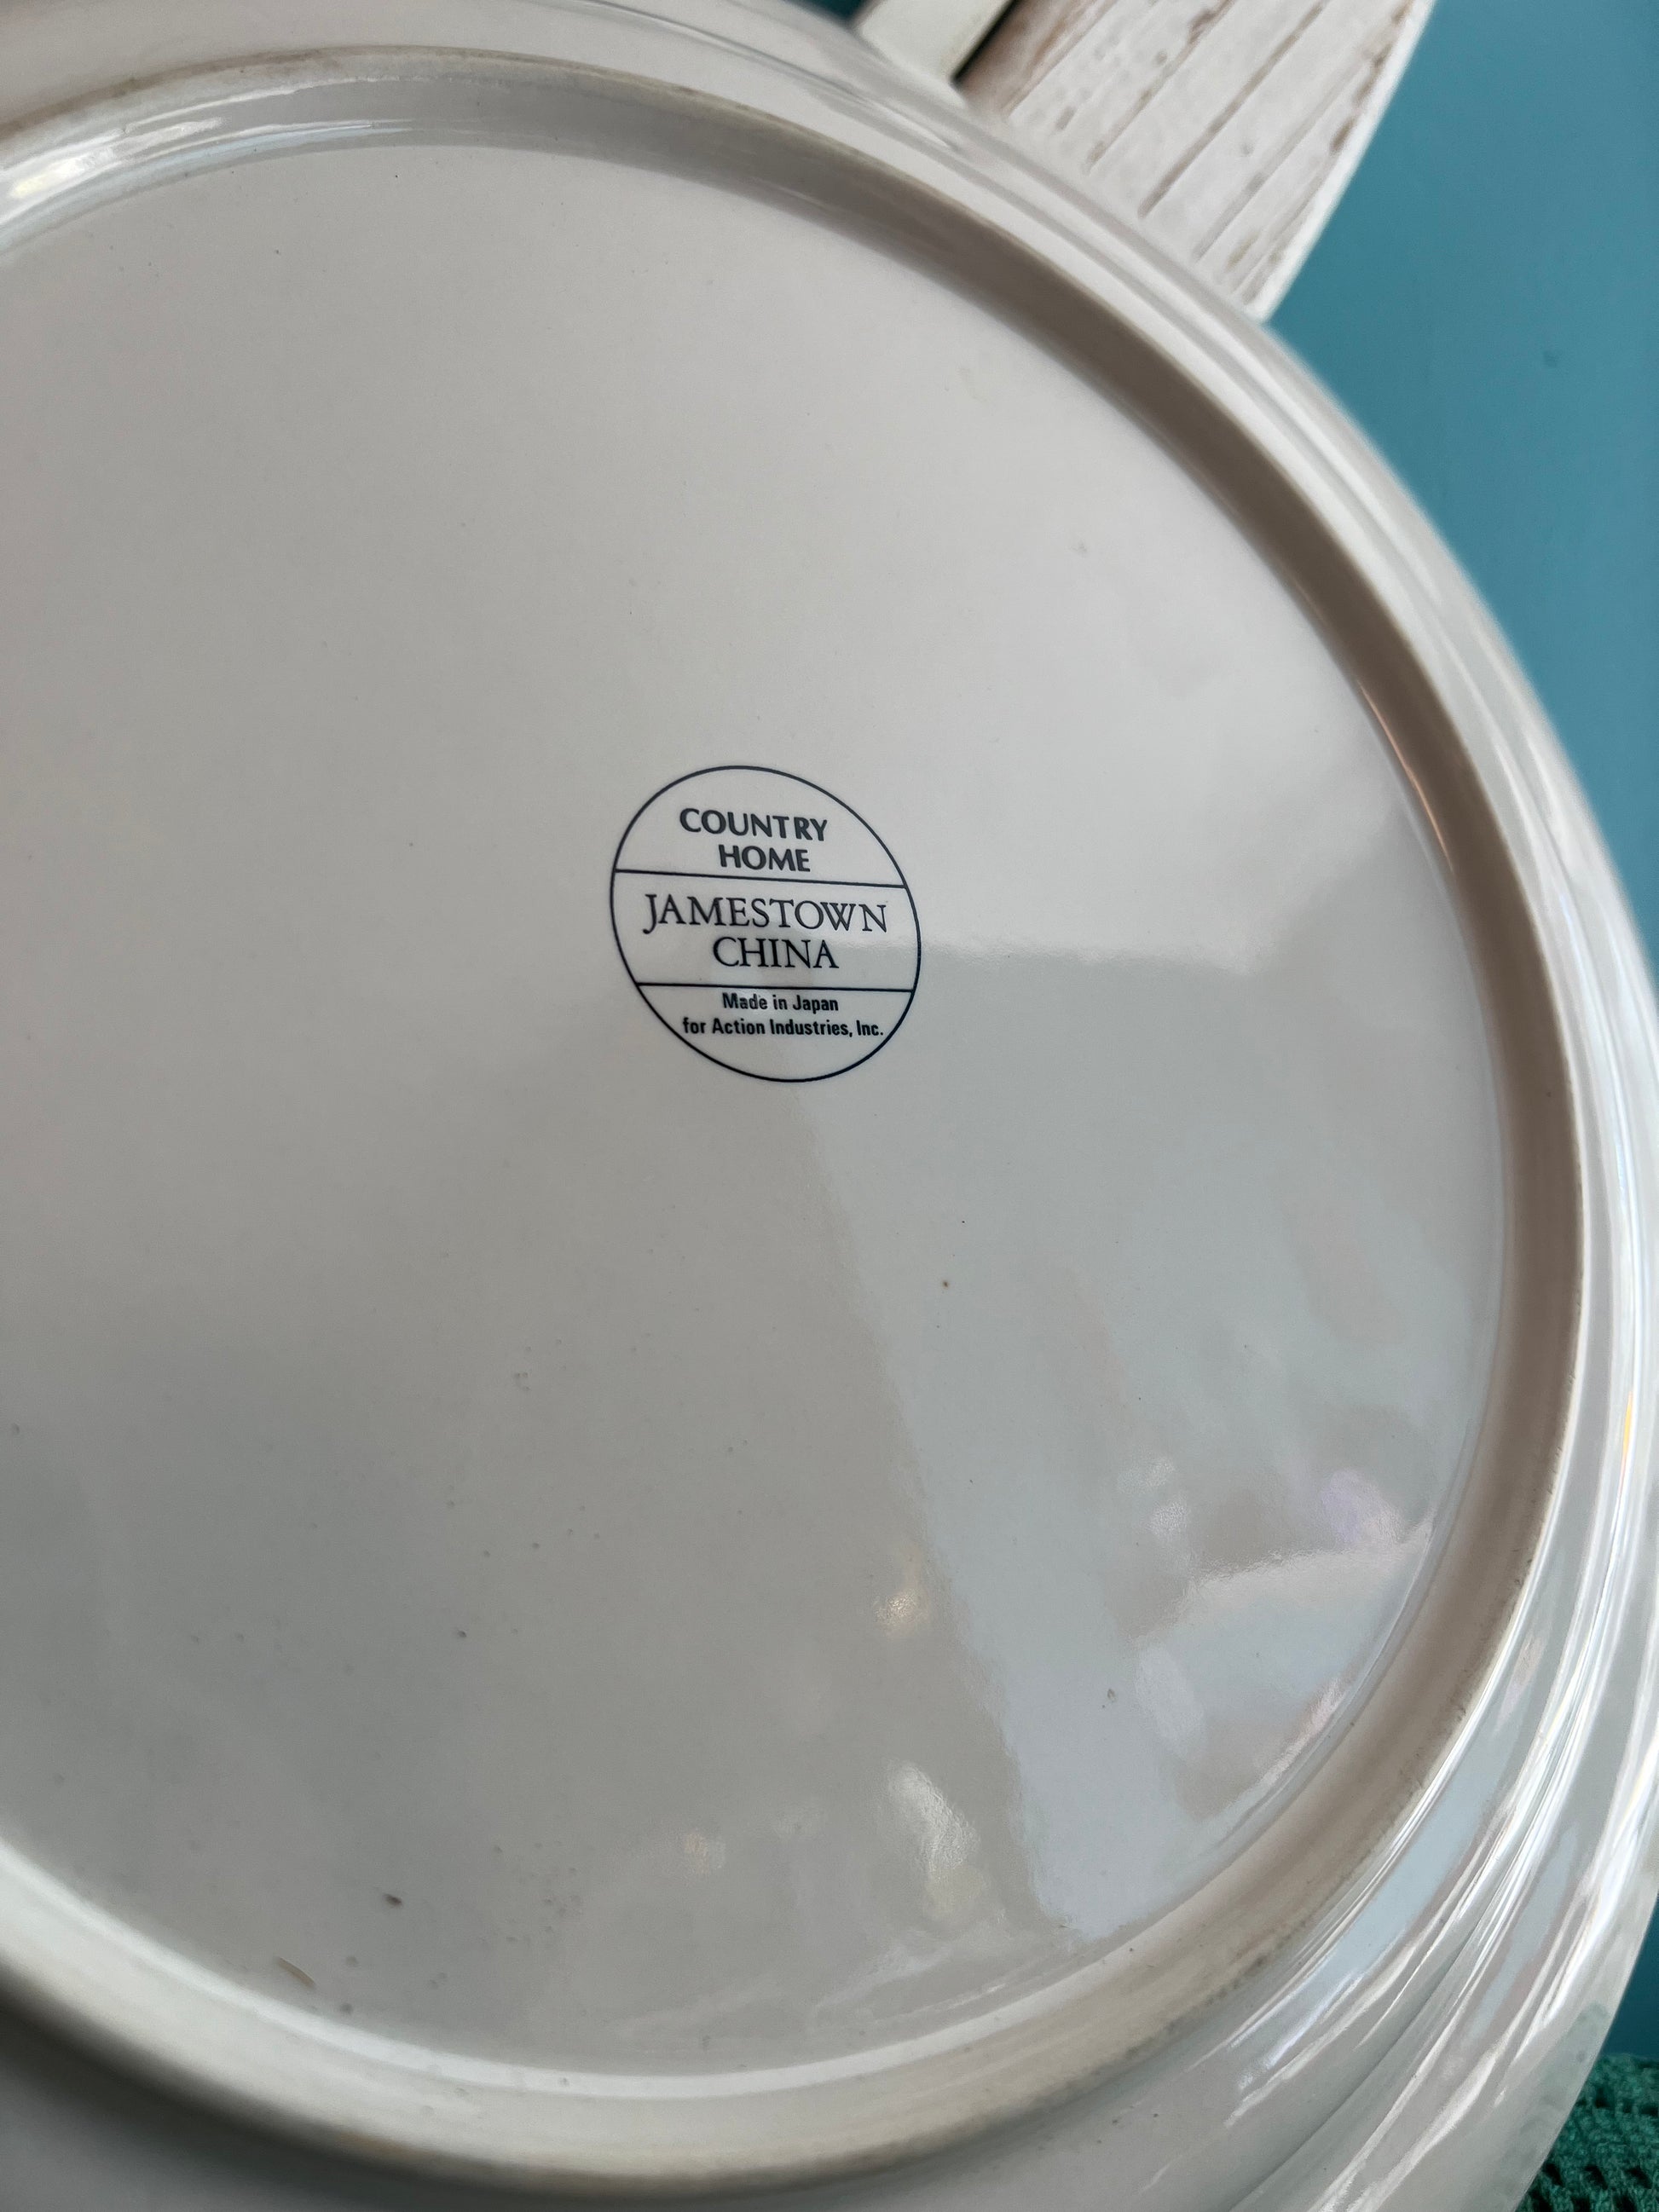 COUNTRY
HOME
JAMESTOWN
CHINA
Made in Japan
for Action Industries, Inc.